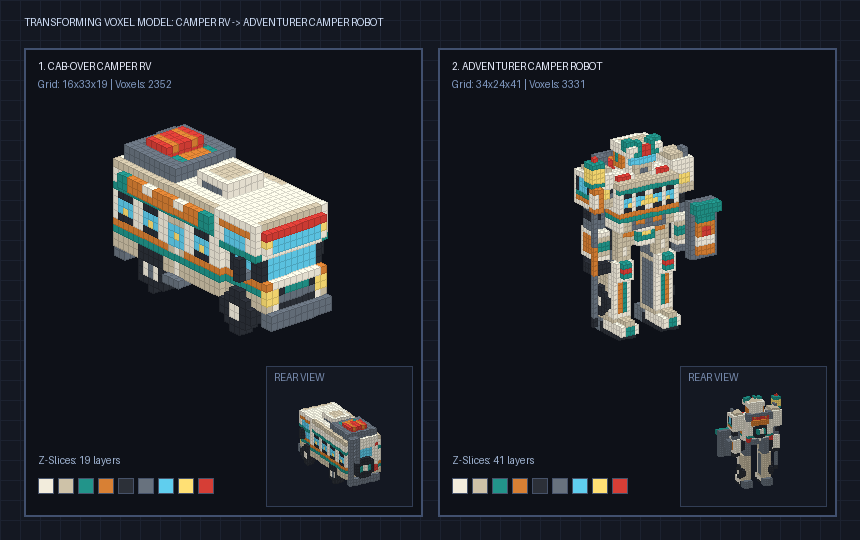 TRANSFORMING VOXEL MODEL: CAMPER RV -> ADVENTURER CAMPER ROBOT
1. CAB-OVER CAMPER RV
Grid: 16x33x19 | Voxels: 2352
REAR VIEW
Z-Slices: 19 layers
2. ADVENTURER CAMPER ROBOT
Grid: 34x24x41 | Voxels: 3331
REAR VIEW
Z-Slices: 41 layers